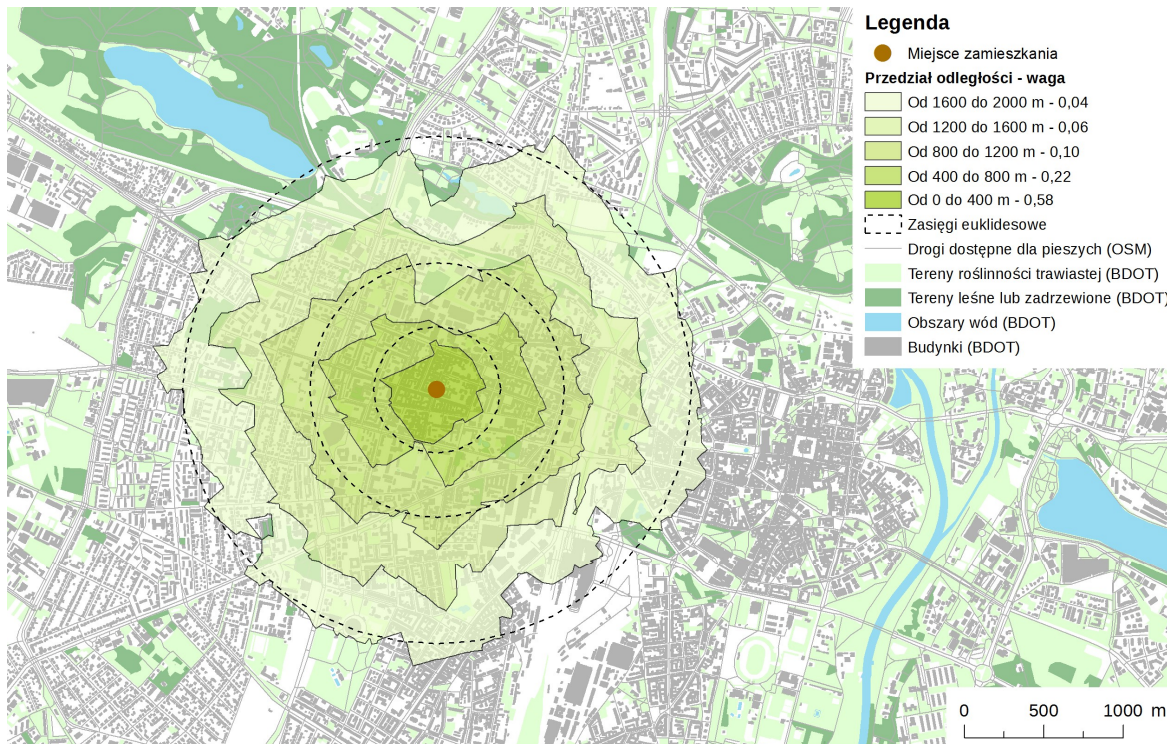 Legenda
Miejsce zamieszkania
Przedział odległości - waga
Od 1600 do 2000 m - 0,04
Od 1200 do 1600 m - 0,06
Od 800 do 1200 m - 0,10
Od 400 do 800 m - 0,22
Od 0 do 400 m - 0,58
Zasięgi euklidesowe
Drogi dostępne dla pieszych (OSM)
Tereny roślinności trawiastej (BDOT)
Tereny leśne lub zadrzewione (BDOT)
Obszary wód (BDOT)
Budynki (BDOT)
0 500 1000 m